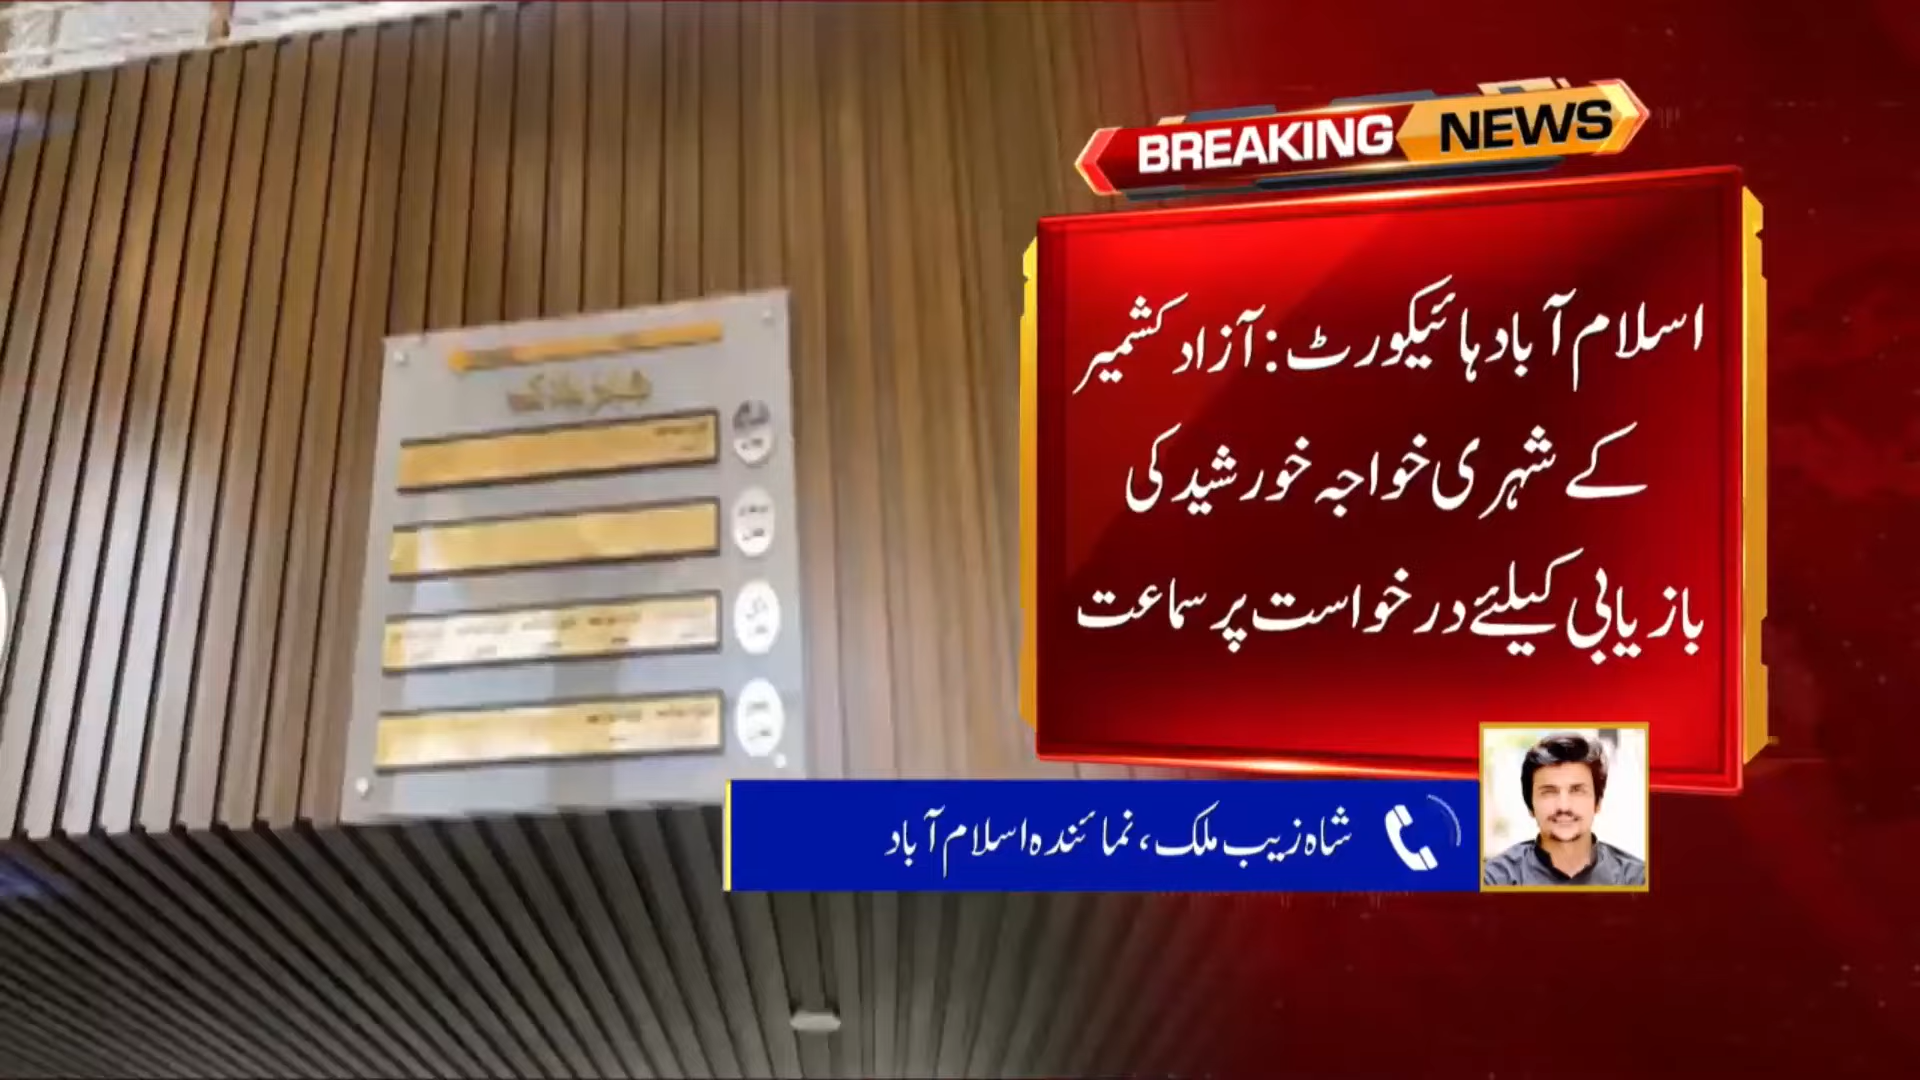 BREAKING NEWS
اسلام آباد ہائیکورٹ: آزاد کشمیر
کے شہری خواجہ خورشید کی
بازیابی کیلئے درخواست پر سماعت
شاہ زیب ملک، نمائندہ اسلام آباد